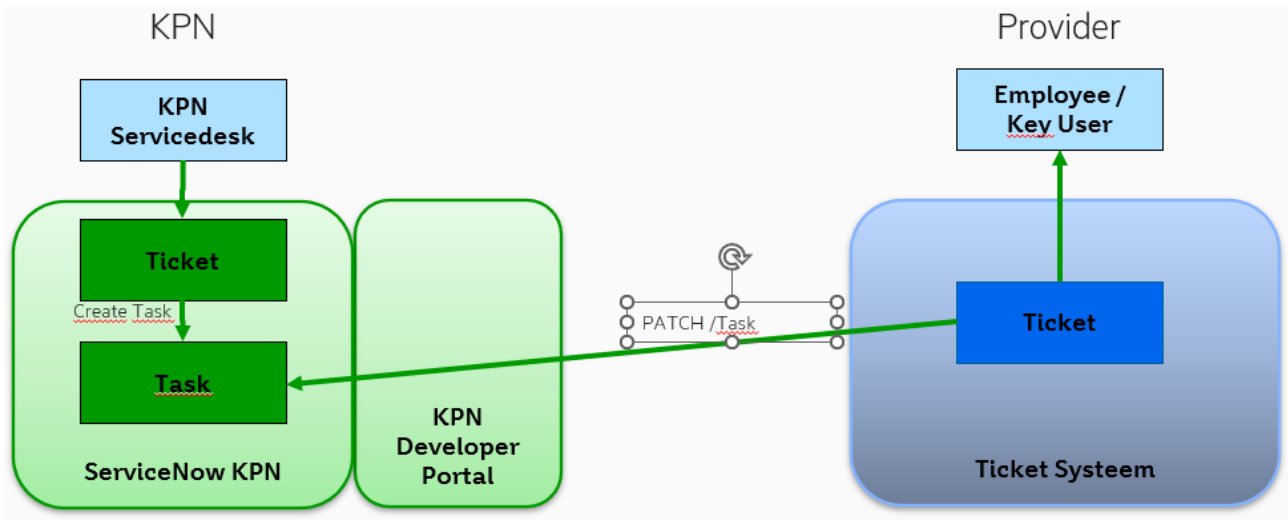 KPN
Provider
KPN
Servicedesk
Employee /
Key User
Ticket
Create Task
Task
ServiceNow KPN
KPN
Developer
Portal
PATCH /Task
Ticket
Ticket Systeem